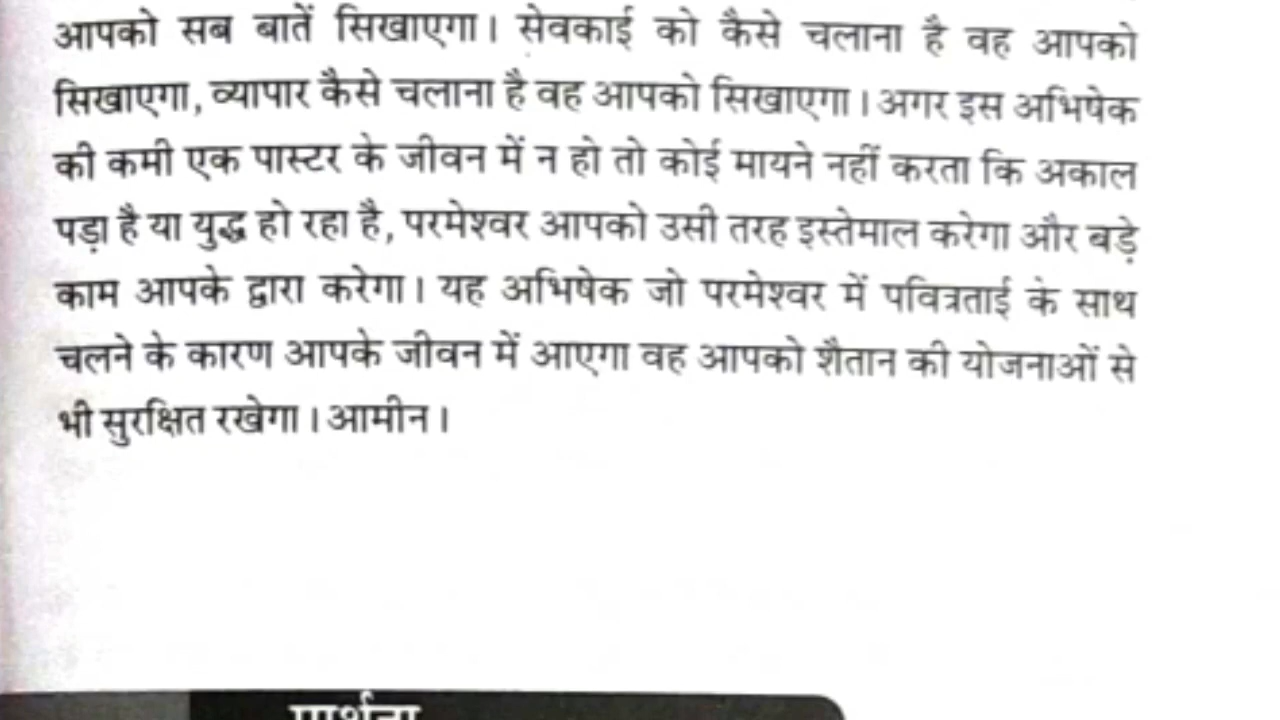 आपको सब बातें सिखाएगा। सेवकाई को कैसे चलाना है वह आपको
सिखाएगा, व्यापार कैसे चलाना है वह आपको सिखाएगा। अगर इस अभिषेक
की कमी एक पास्टर के जीवन में न हो तो कोई मायने नहीं करता कि अकाल
पड़ा है या युद्ध हो रहा है, परमेश्वर आपको उसी तरह इस्तेमाल करेगा और बड़े
काम आपके द्वारा करेगा। यह अभिषेक जो परमेश्वर में पवित्रताई के साथ
चलने के कारण आपके जीवन में आएगा वह आपको शैतान की योजनाओं से
भी सुरक्षित रखेगा। आमीन।
प्रार्थना